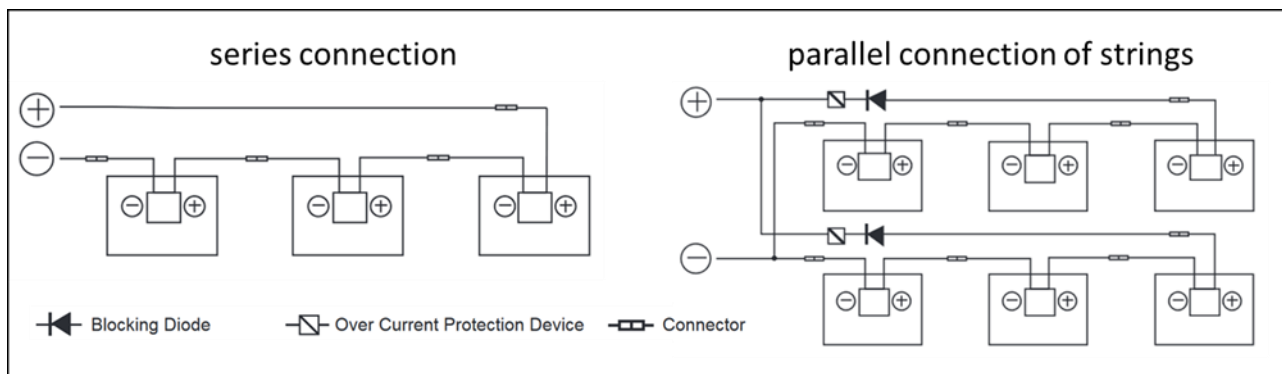 series connection
parallel connection of strings
+
−
− +
− +
− +
+
−
− +
− +
− +
− +
− +
− +
Blocking Diode
Over Current Protection Device
Connector